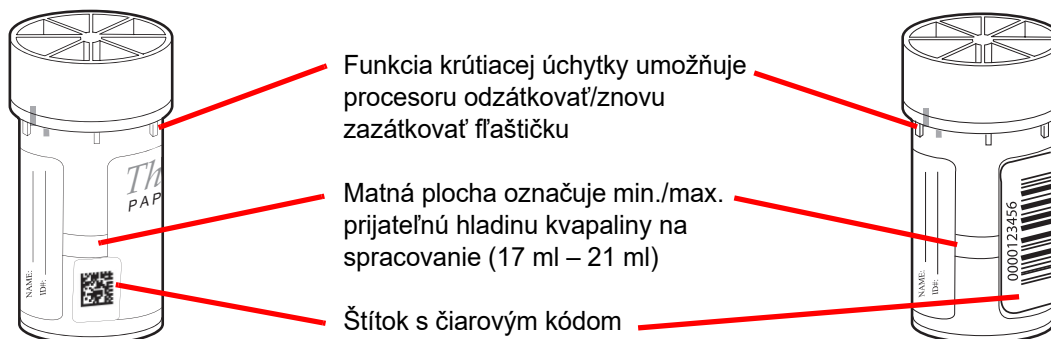 Funkcia krútiacej úchytky umožňuje
procesoru odzátkovať/znovu
zazátkovať fľaštičku
Th
PAP
Matná plocha označuje min./max.
prijateľnú hladinu kvapaliny na
spracovanie (17 ml – 21 ml)
NAME:
ID#:
Štítok s čiarovým kódom
NAME:
ID#:
0000123456